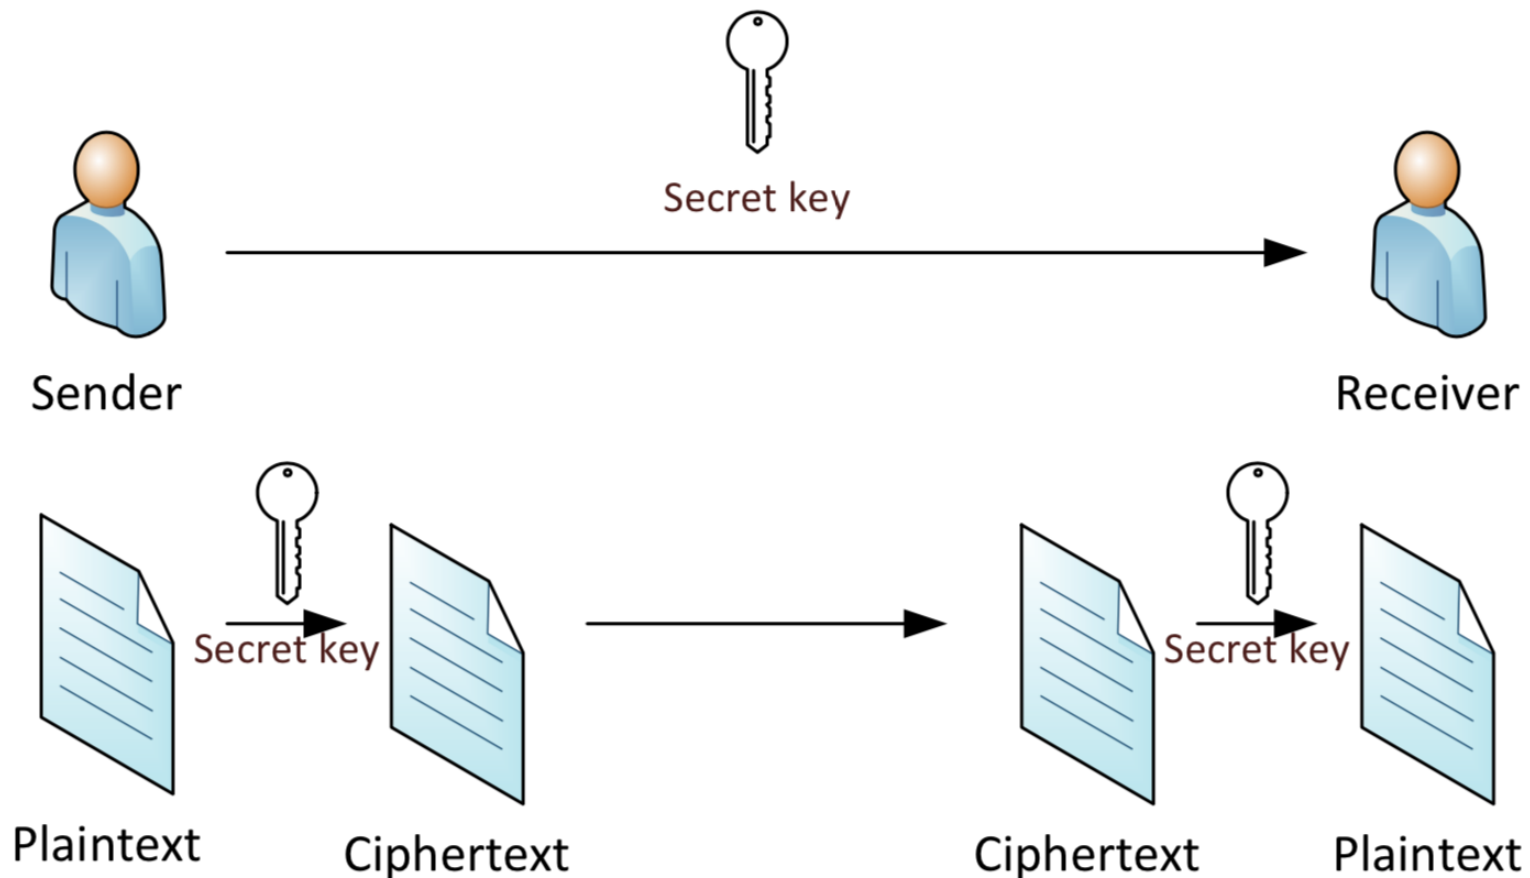 Secret key
Sender
Receiver
Secret key
Secret key
Plaintext
Ciphertext
Ciphertext
Plaintext